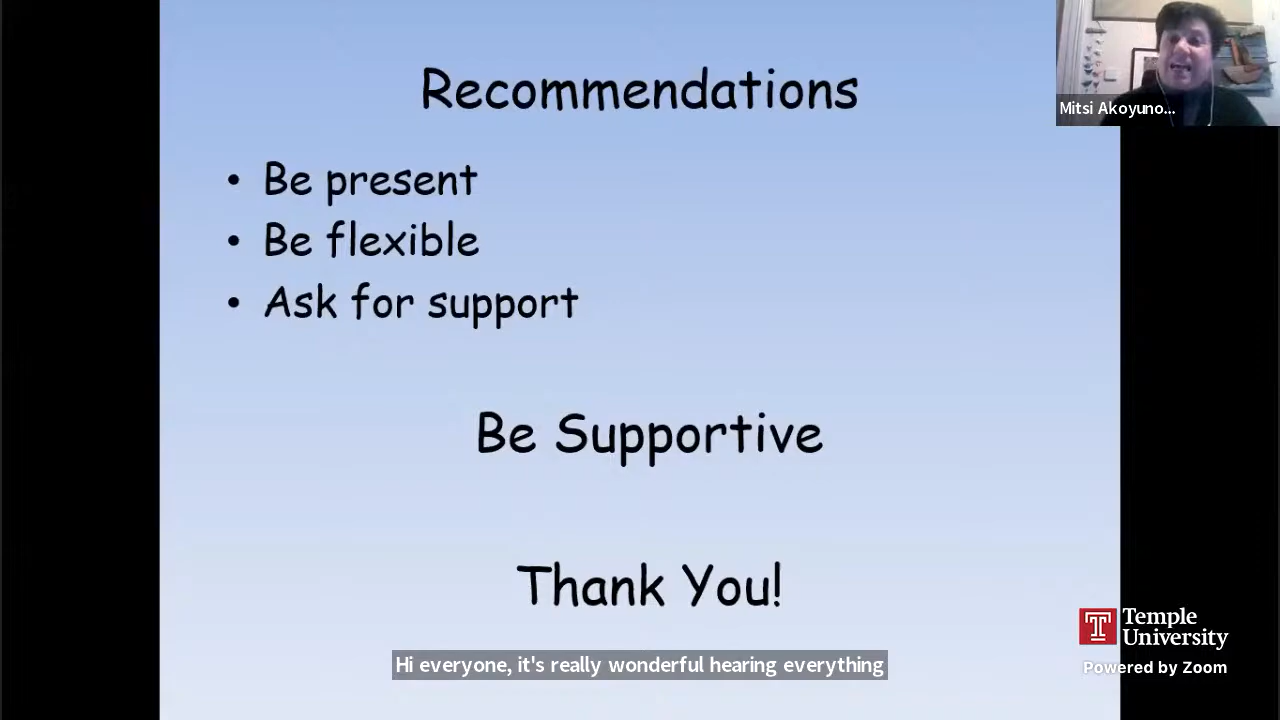 Recommendations
Mitsi Akoyuno...
• Be present
• Be flexible
• Ask for support
Be Supportive
Thank You!
Temple
University
Hi everyone, it's really wonderful hearing everything
Powered by Zoom